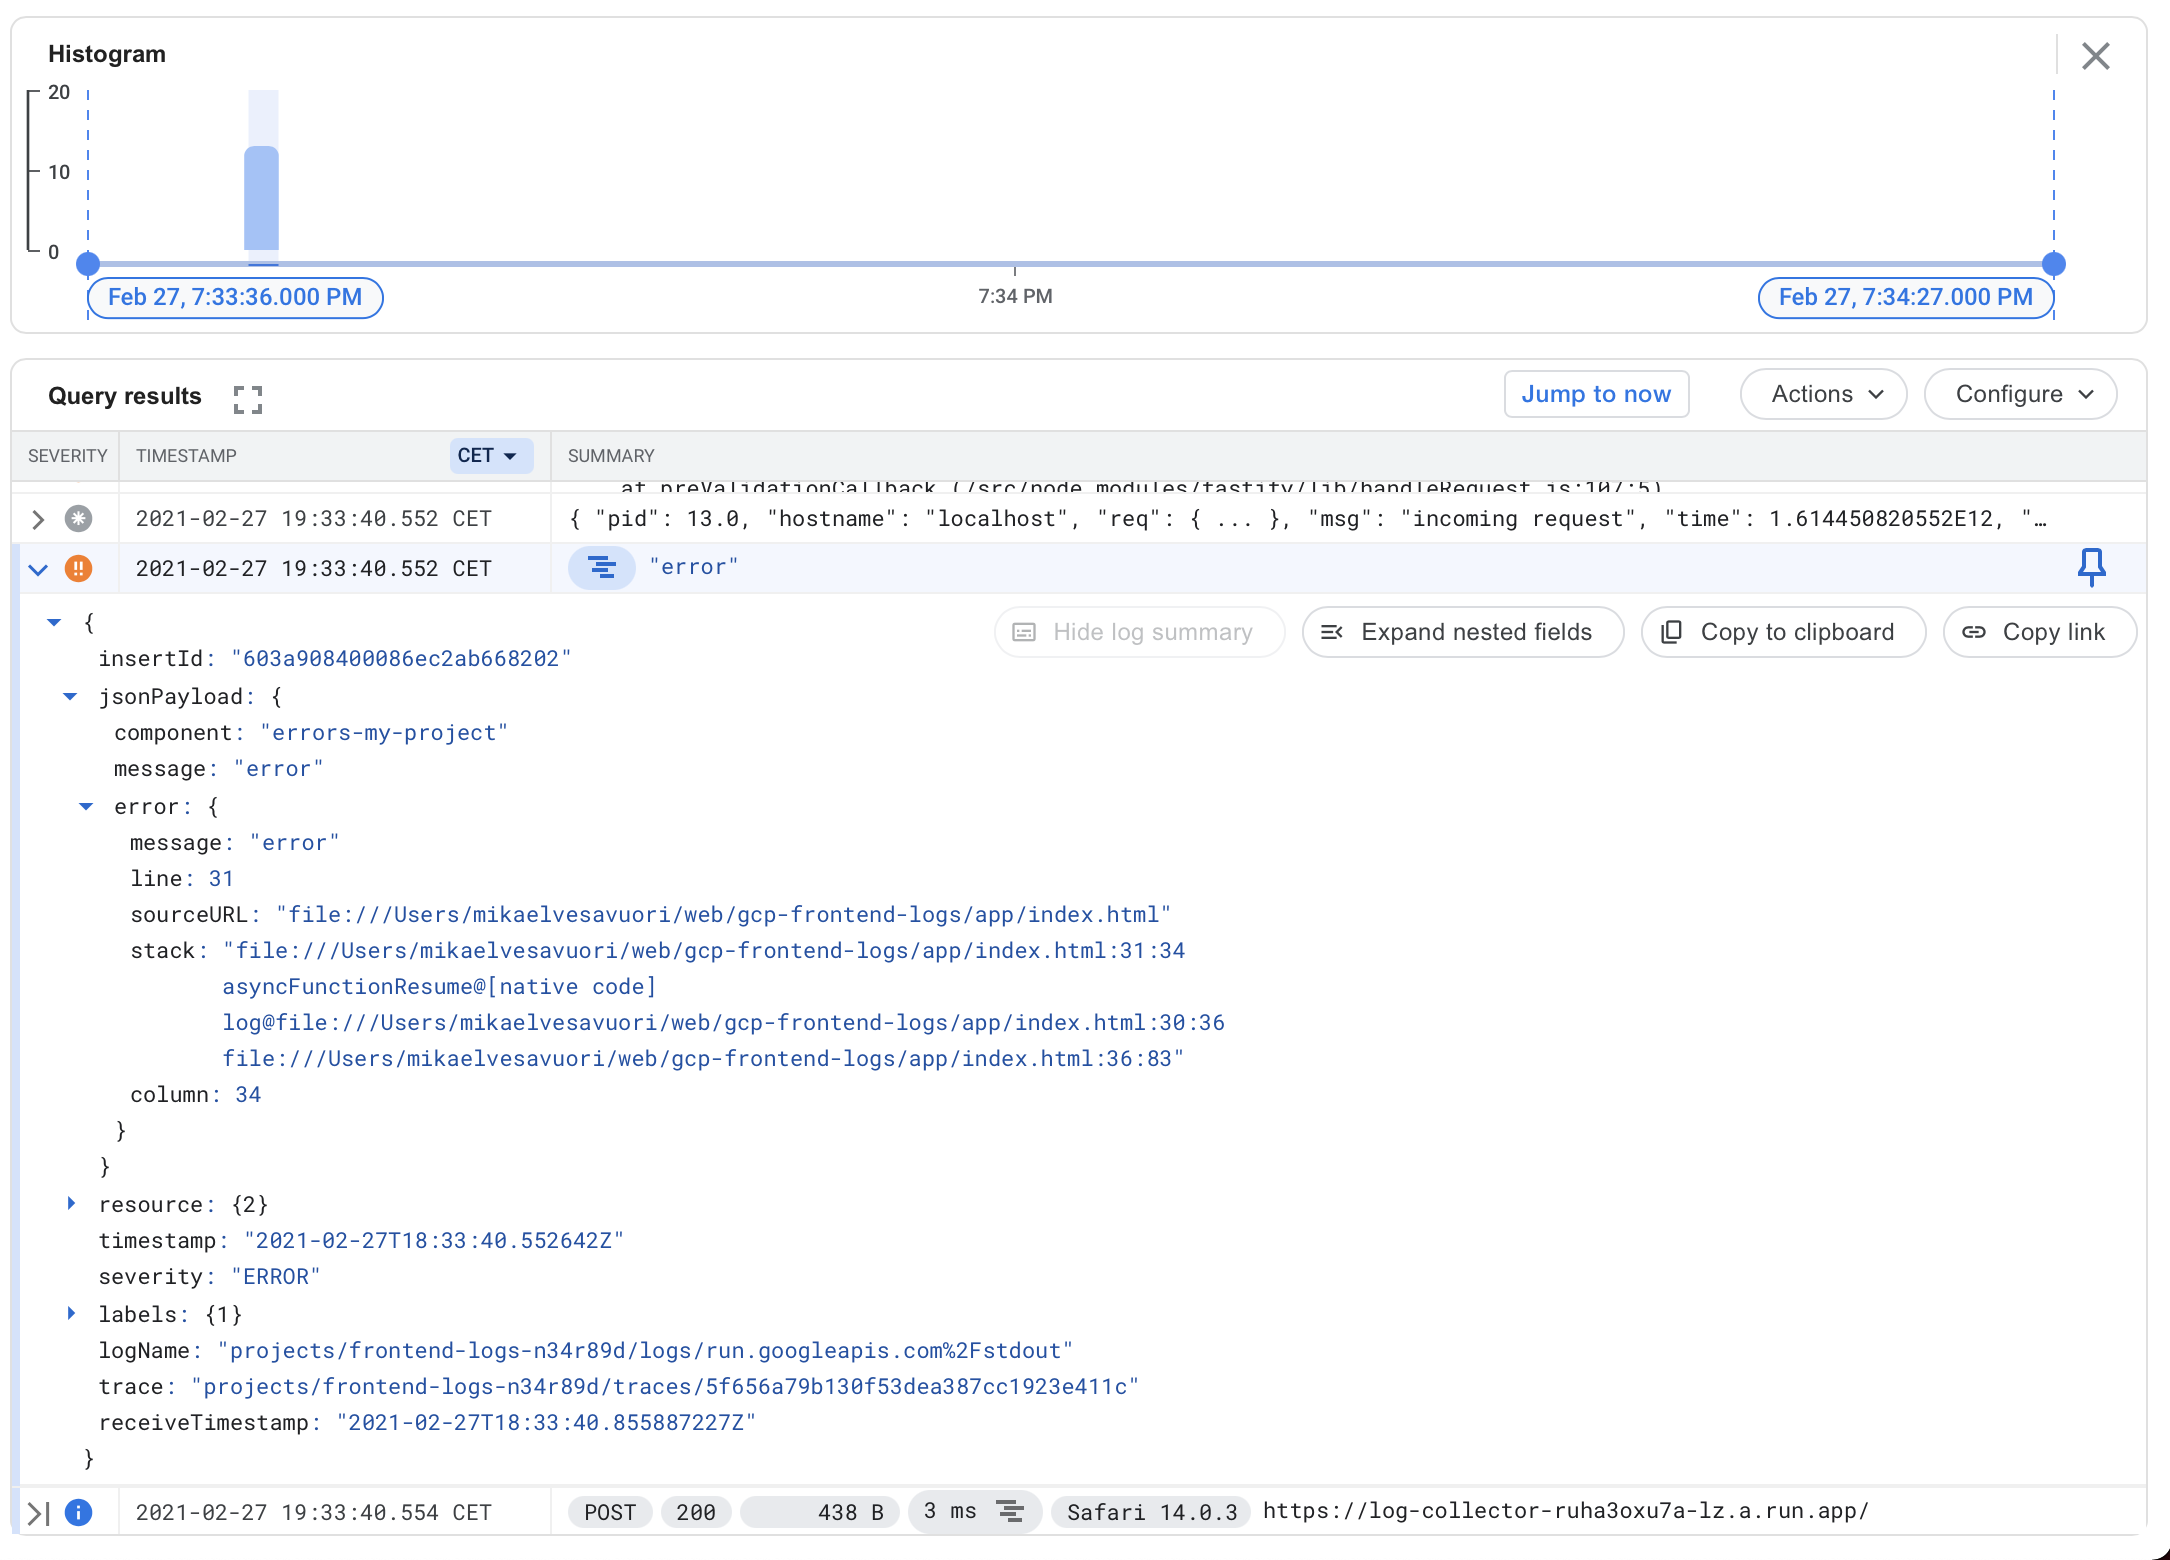 Histogram
20
10
0
Feb 27, 7:33:36.000 PM
7:34 PM
Feb 27, 7:34:27.000 PM
Query results
Jump to now
Actions
Configure
SEVERITY TIMESTAMP CET SUMMARY
at preValidationCallback (/src/node_modules/fastify/lib/handleRequest.js:107:5)
2021-02-27 19:33:40.552 CET { "pid": 13.0, "hostname": "localhost", "req": { ... }, "msg": "incoming request", "time": 1.614450820552E12, "…
2021-02-27 19:33:40.552 CET "error"
{
Hide log summary Expand nested fields Copy to clipboard Copy link
insertId: "603a908400086ec2ab668202"
jsonPayload: {
component: "errors-my-project"
message: "error"
error: {
message: "error"
line: 31
sourceURL: "file:///Users/mikaelvesavuori/web/gcp-frontend-logs/app/index.html"
stack: "file:///Users/mikaelvesavuori/web/gcp-frontend-logs/app/index.html:31:34
asyncFunctionResume@[native code]
log@file:///Users/mikaelvesavuori/web/gcp-frontend-logs/app/index.html:30:36
file:///Users/mikaelvesavuori/web/gcp-frontend-logs/app/index.html:36:83"
column: 34
}
}
resource: {2}
timestamp: "2021-02-27T18:33:40.552642Z"
severity: "ERROR"
labels: {1}
logName: "projects/frontend-logs-n34r89d/logs/run.googleapis.com%2Fstdout"
trace: "projects/frontend-logs-n34r89d/traces/5f656a79b130f53dea387cc1923e411c"
receiveTimestamp: "2021-02-27T18:33:40.855887227Z"
}
2021-02-27 19:33:40.554 CET POST 200 438 B 3 ms Safari 14.0.3 https://log-collector-ruha3oxu7a-lz.a.run.app/